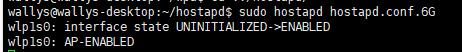 wallys@wallys-desktop:~/hostapd$ sudo hostapd hostapd.conf.6G
wlp1s0: interface state UNINITIALIZED->ENABLED
wlp1s0: AP-ENABLED